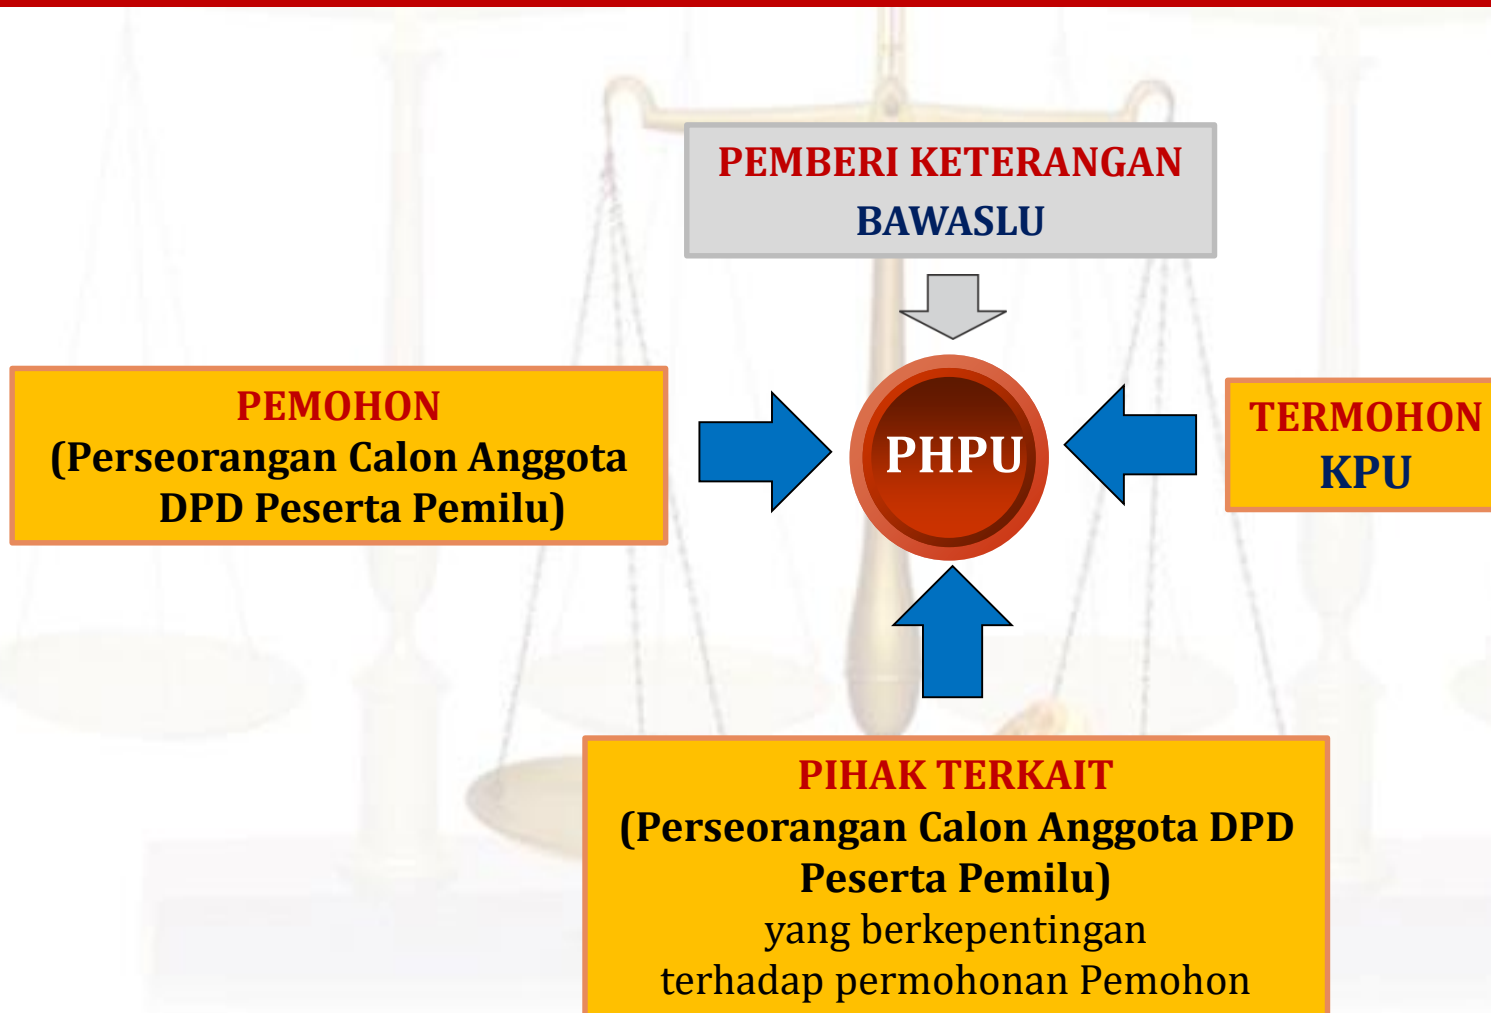 PEMBERI KETERANGAN
BAWASLU
PEMOHON
(Perseorangan Calon Anggota
DPD Peserta Pemilu)
PHPU
TERMOHON
KPU
PIHAK TERKAIT
(Perseorangan Calon Anggota DPD
Peserta Pemilu)
yang berkepentingan
terhadap permohonan Pemohon